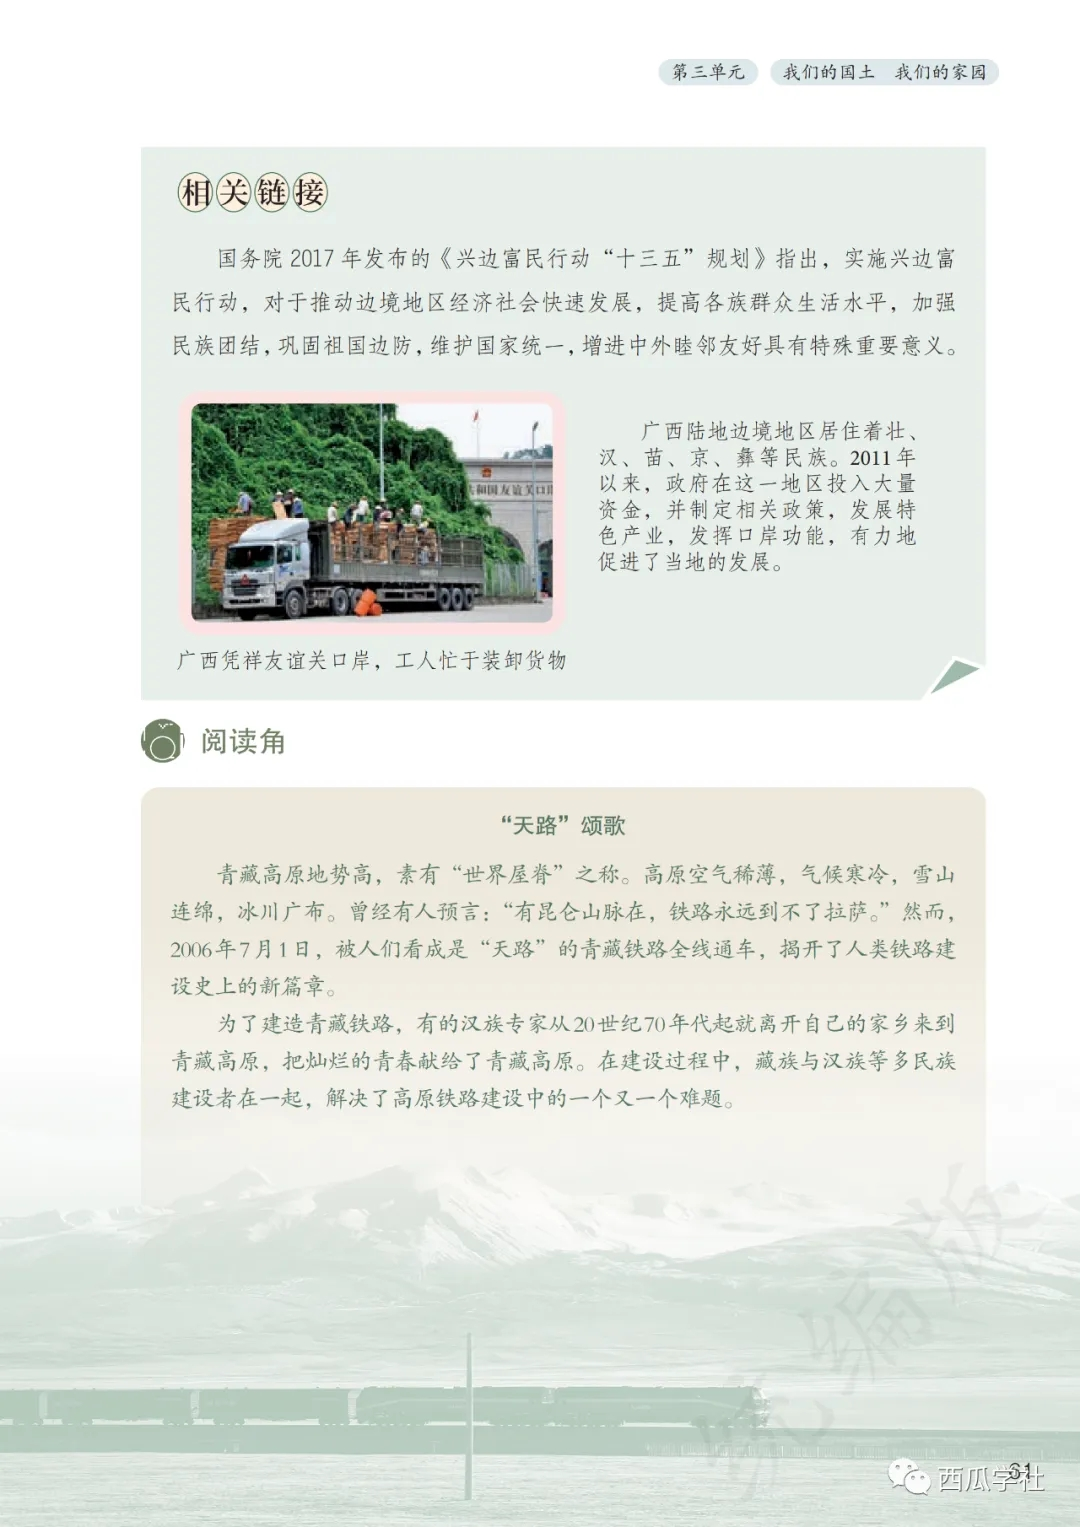 第三单元 我们的国土 我们的家园
相关链接
国务院 2017 年发布的《兴边富民行动“十三五”规划》指出，实施兴边富
民行动，对于推动边境地区经济社会快速发展，提高各族群众生活水平，加强
民族团结，巩固祖国边防，维护国家统一，增进中外睦邻友好具有特殊重要意义。
共和国友谊关口岸
广西陆地边境地区居住着壮、
汉、苗、京、彝等民族。2011 年
以来，政府在这一地区投入大量
资金，并制定相关政策，发展特
色产业，发挥口岸功能，有力地
促进了当地的发展。
广西凭祥友谊关口岸，工人忙于装卸货物
阅读角
“天路”颂歌
青藏高原地势高，素有“世界屋脊”之称。高原空气稀薄，气候寒冷，雪山
连绵，冰川广布。曾经有人预言：“有昆仑山脉在，铁路永远到不了拉萨。”然而，
2006 年 7 月 1 日，被人们看成是“天路”的青藏铁路全线通车，揭开了人类铁路建
设史上的新篇章。
为了建造青藏铁路，有的汉族专家从 20 世纪 70 年代起就离开自己的家乡来到
青藏高原，把灿烂的青春献给了青藏高原。在建设过程中，藏族与汉族等多民族
建设者在一起，解决了高原铁路建设中的一个又一个难题。
统编版
61
西瓜学社